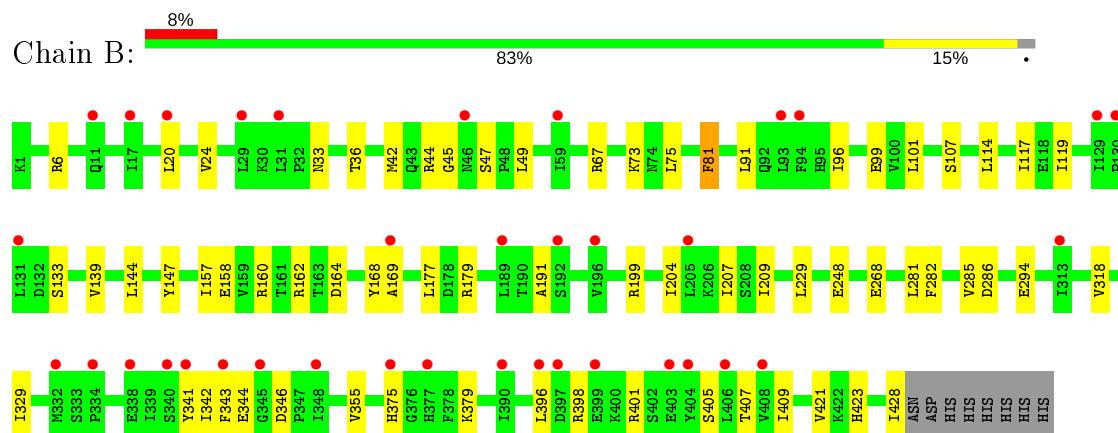 8%
Chain B:
83% 15% •
K1 R6 Q11 I17 L20 V24 L29 K30 L31 P32 N33 T36 M42 Q43 R44 G45 N46 S47 P48 L49 I59 R67 K73 N74 L75 F81 L91 Q92 L93 F94 H95 I96 E99 V100 L101 S107 L114 I117 E118 I119 I129 P130
L131 D132 S133 V139 L144 Y147 I157 E158 V159 R160 T161 R162 T163 D164 Y168 A169 L177 D178 R179 L189 T190 A191 S192 V196 R199 I204 L205 K206 I207 S208 I209 L229 E248 E268 L281 F282 V285 D286 E294 I313 V318
I329 M332 S333 P334 E338 I339 S340 Y341 I342 F343 E344 G345 D346 P347 I348 V355 H375 G376 H377 F378 K379 I390 L396 D397 R398 E399 K400 R401 S402 E403 Y404 S405 L406 T407 V408 I409 V421 K422 H423 I428 ASN ASP HIS HIS HIS HIS HIS HIS